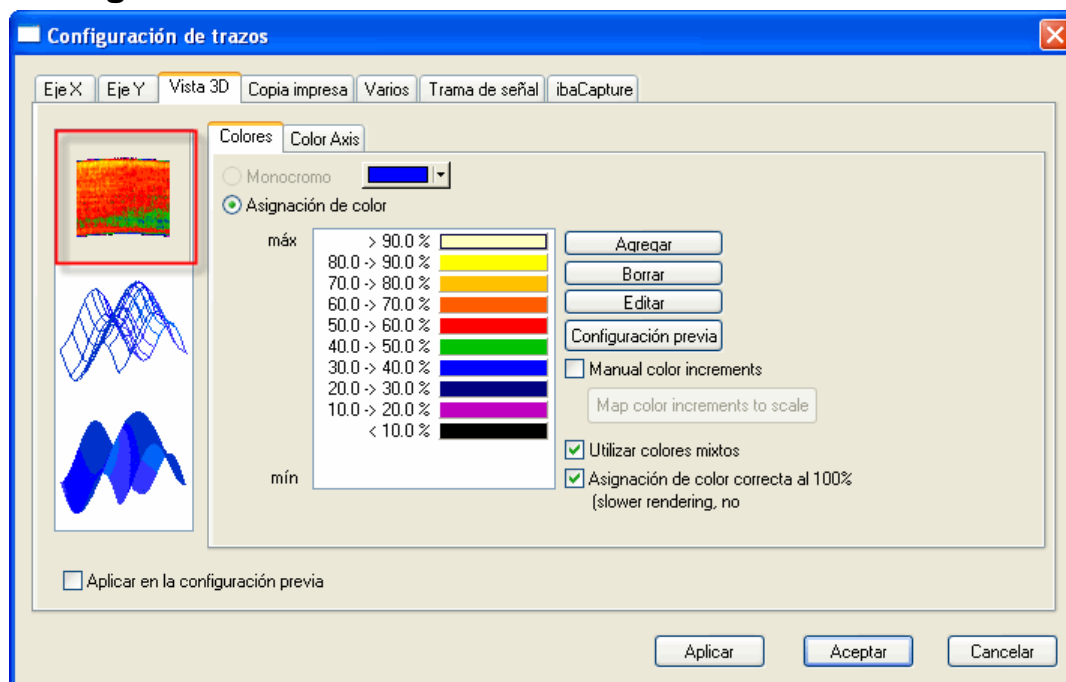 Configuración de trazos
Eje X Eje Y Vista 3D Copia impresa Varios Trama de señal ibaCapture
Colores Color Axis
Monocromo
Asignación de color
máx
> 90.0 %
80.0 -> 90.0 %
70.0 -> 80.0 %
60.0 -> 70.0 %
50.0 -> 60.0 %
40.0 -> 50.0 %
30.0 -> 40.0 %
20.0 -> 30.0 %
10.0 -> 20.0 %
< 10.0 %
mín
Agregar
Borrar
Editar
Configuración previa
Manual color increments
Map color increments to scale
Utilizar colores mixtos
Asignación de color correcta al 100%
(slower rendering, no
Aplicar en la configuración previa
Aplicar Aceptar Cancelar